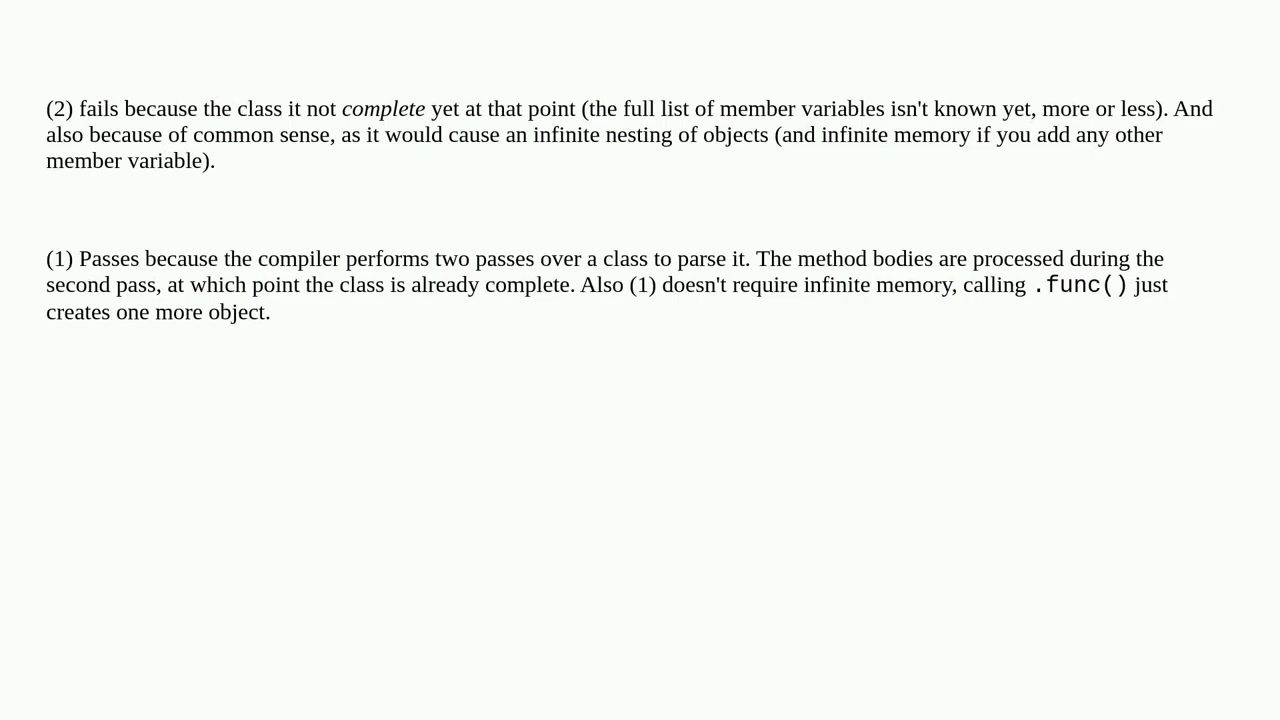 (2) fails because the class it not complete yet at that point (the full list of member variables isn't known yet, more or less). And
also because of common sense, as it would cause an infinite nesting of objects (and infinite memory if you add any other
member variable).
(1) Passes because the compiler performs two passes over a class to parse it. The method bodies are processed during the
second pass, at which point the class is already complete. Also (1) doesn't require infinite memory, calling .func() just
creates one more object.